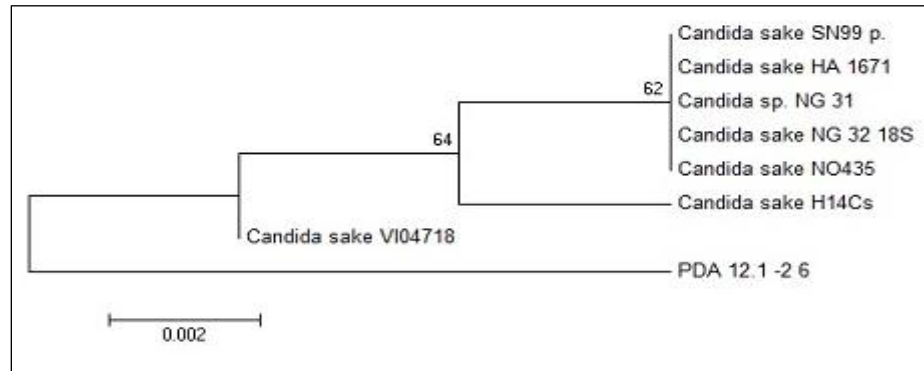 Candida sake SN99 p.
Candida sake HA 1671
62
Candida sp. NG 31
Candida sake NG 32 18S
64
Candida sake NO435
Candida sake H14Cs
Candida sake VI04718
PDA 12.1 -2 6
0.002